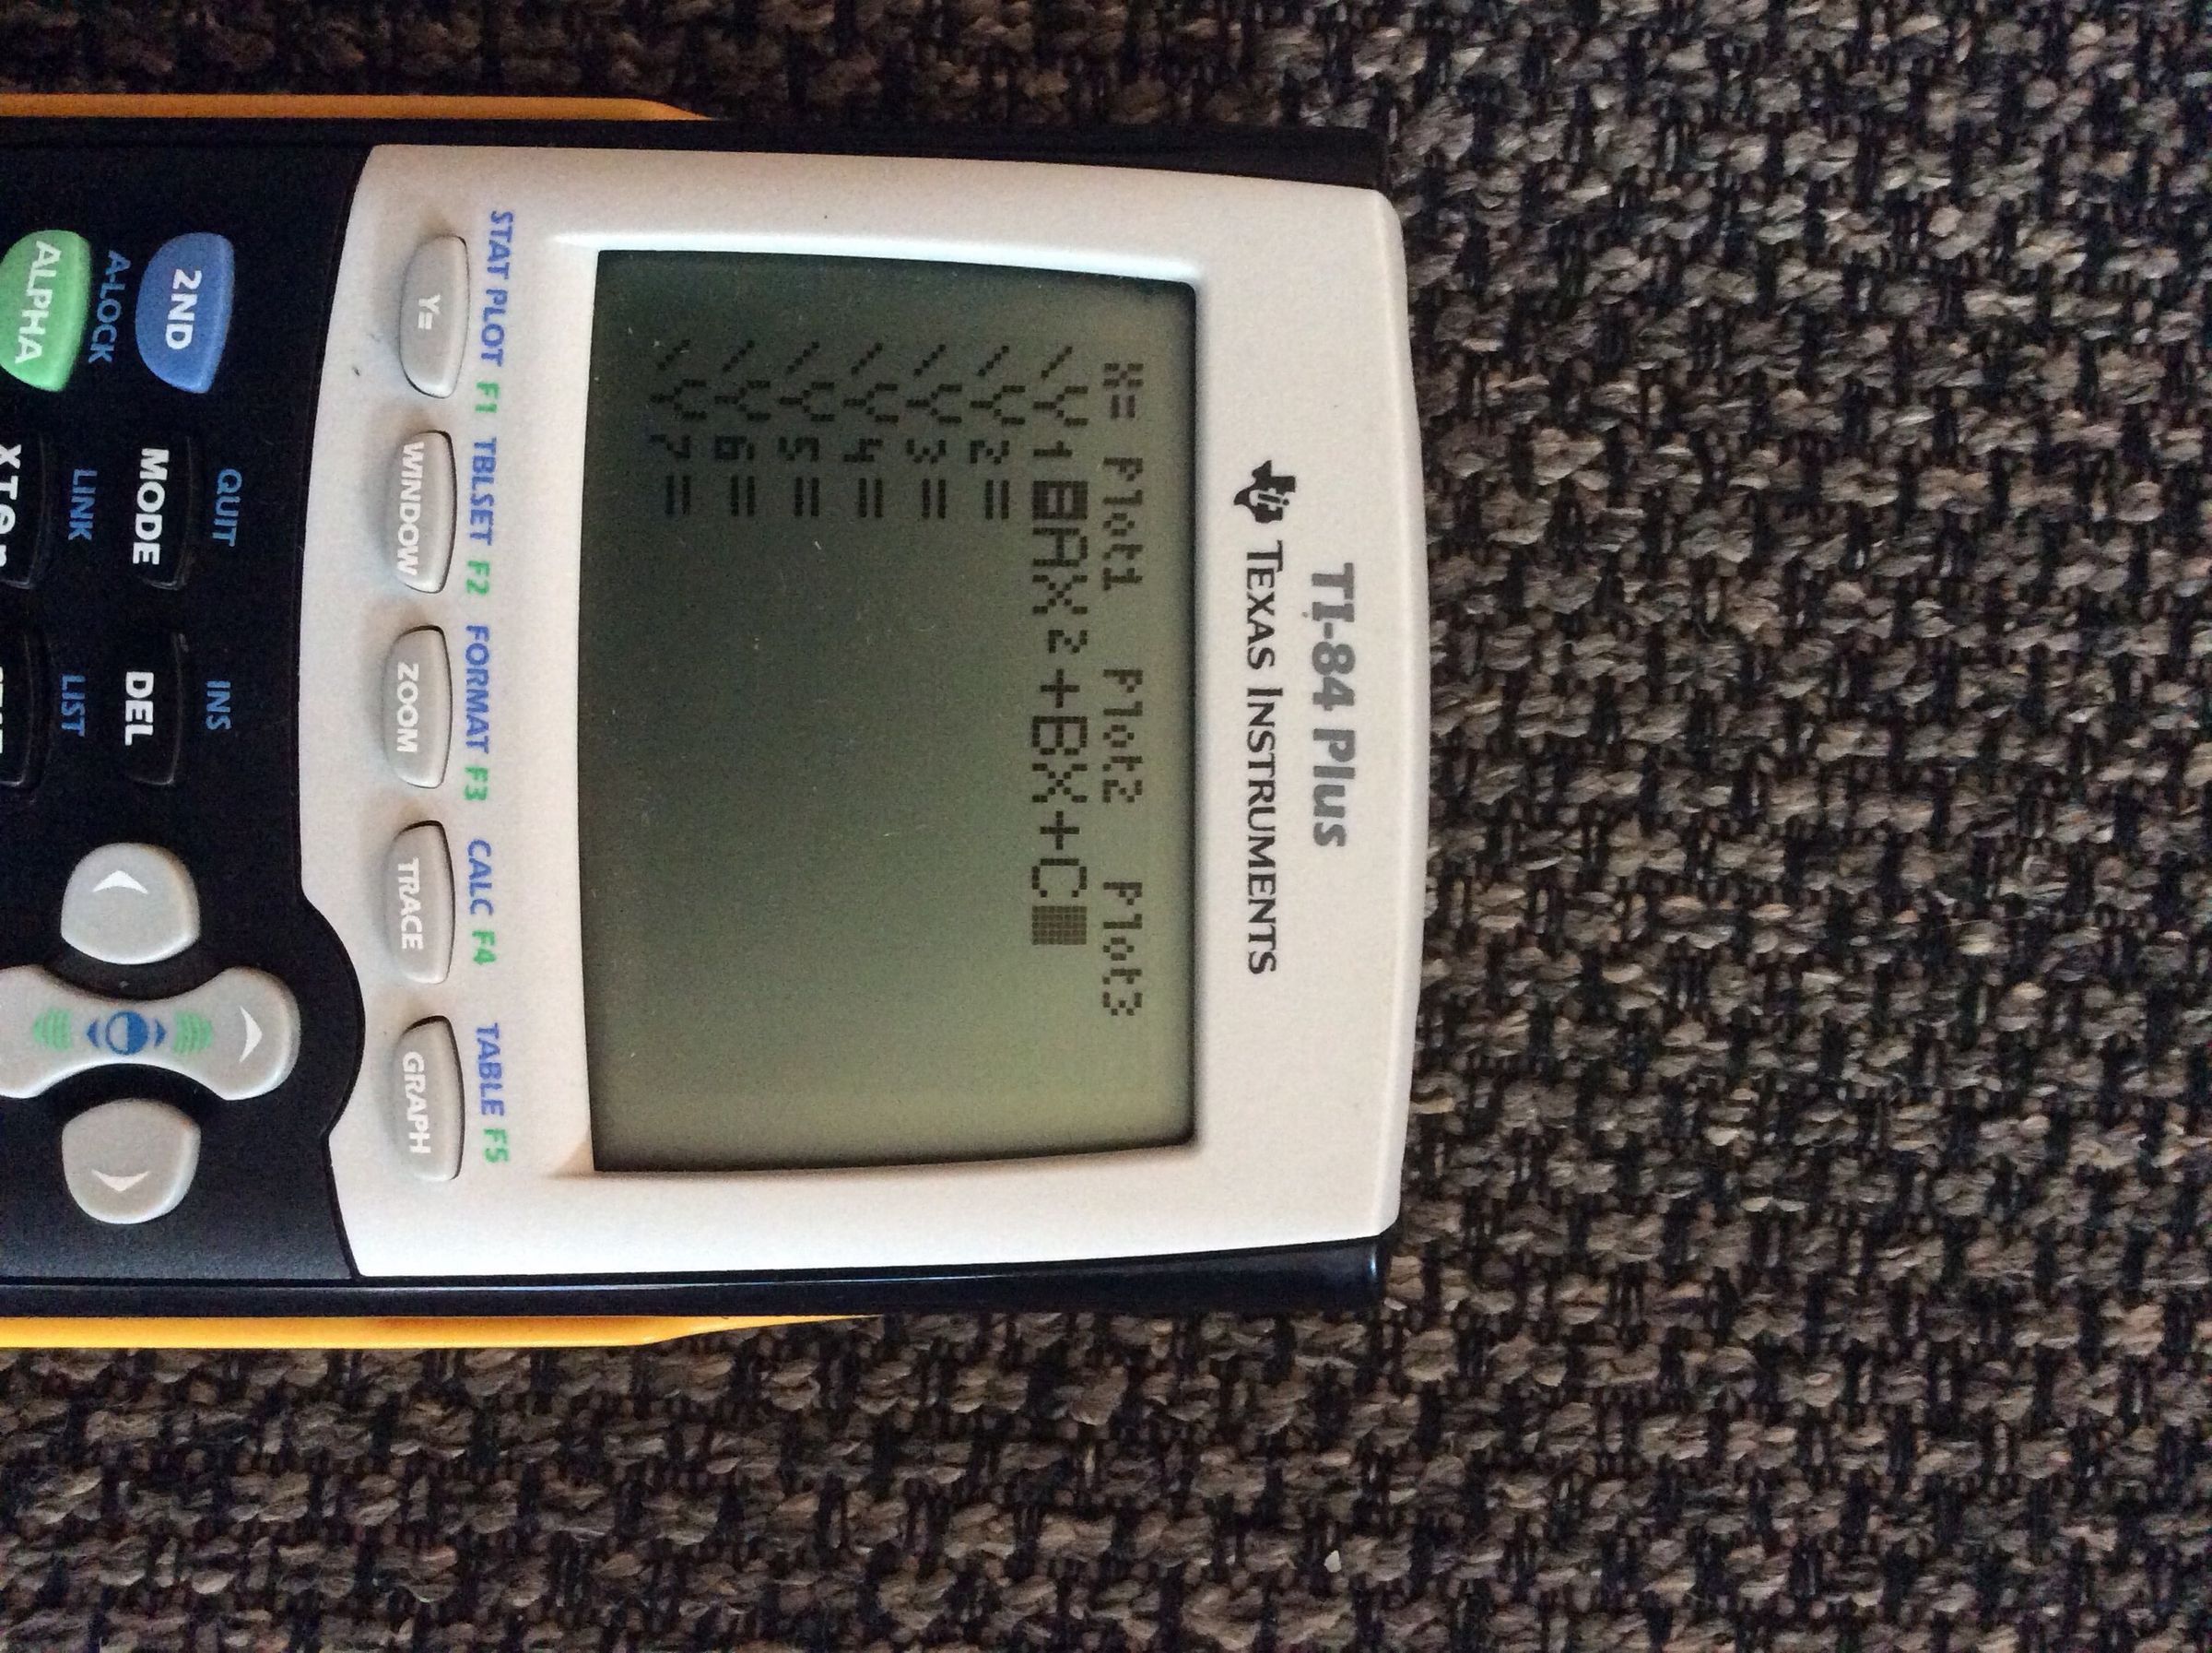 TI-84 Plus
TEXAS INSTRUMENTS
Plot1 Plot2 Plot3
\Y1=AX²+BX+C
\Y2=
\Y3=
\Y4=
\Y5=
\Y6=
\Y7=
STAT PLOT F1 TBLSET F2 FORMAT F3 CALC F4 TABLE F5
Y= WINDOW ZOOM TRACE GRAPH
QUIT INS
2ND MODE DEL
A-LOCK LINK LIST
ALPHA